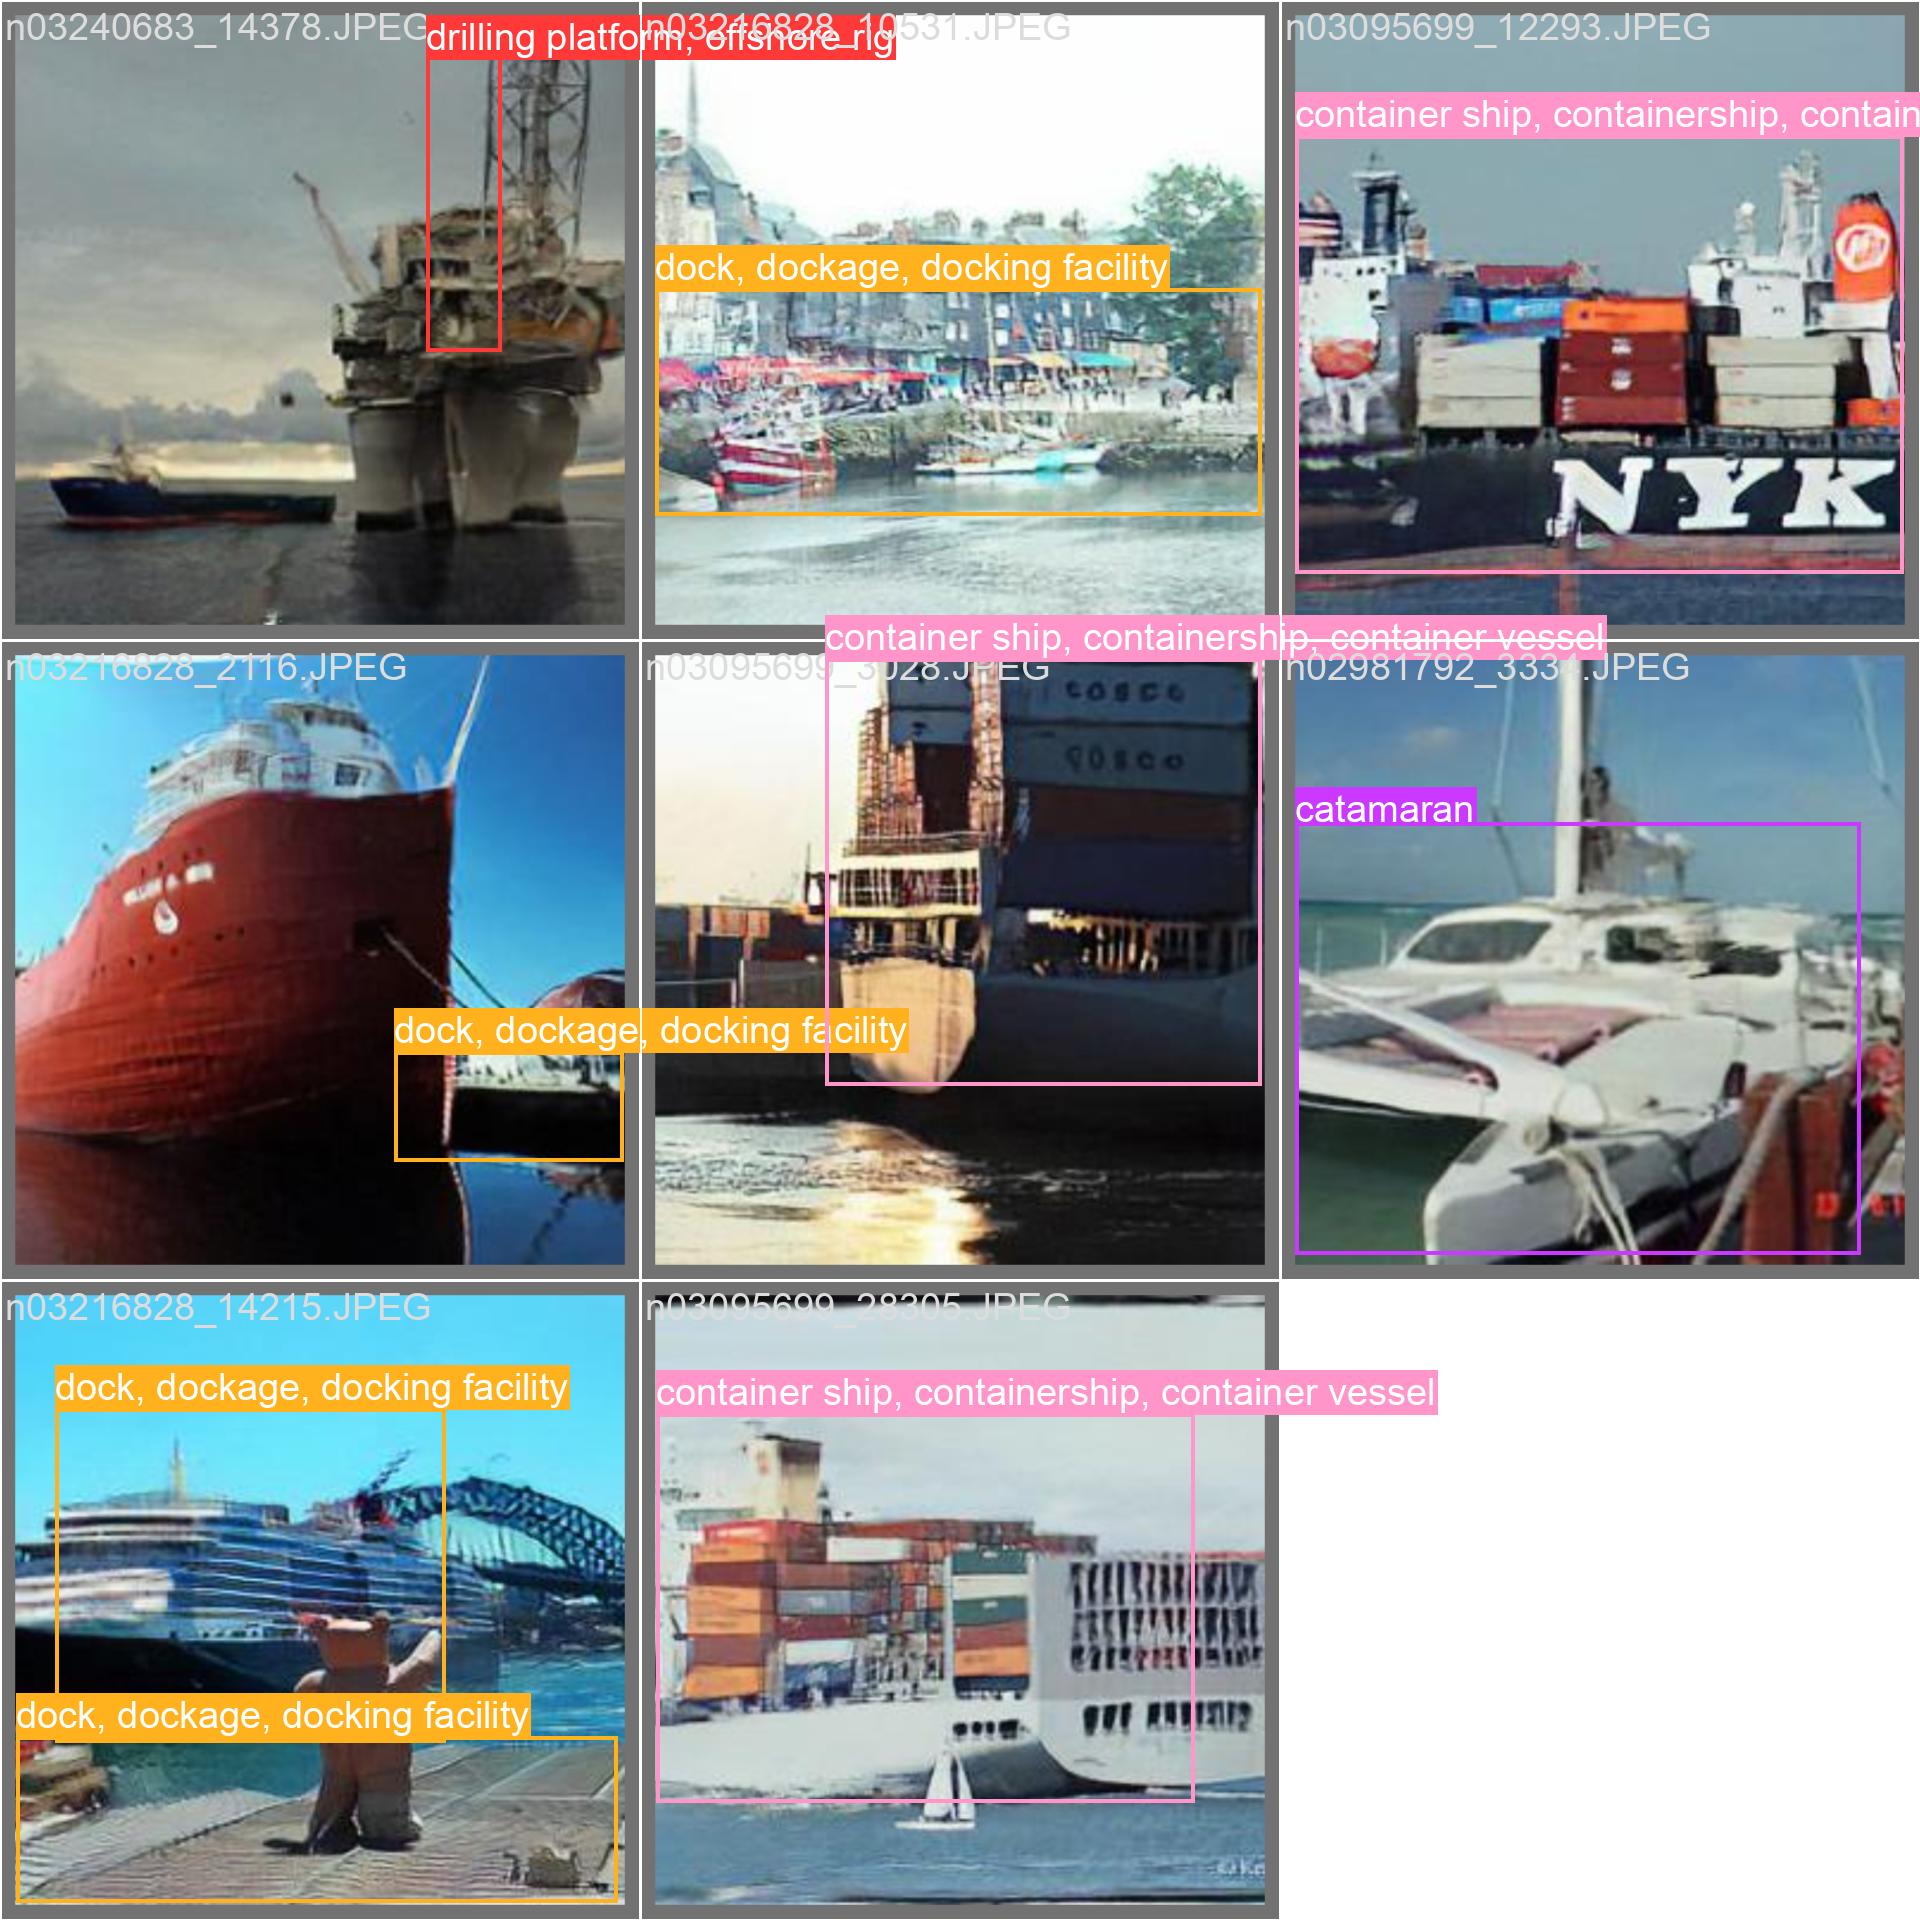 n03240683_14378.JPEG
drilling platform, offshore rig
n03216828_10531.JPEG
dock, dockage, docking facility
n03095699_12293.JPEG
container ship, containership, contain
NYK
n03216828_2116.JPEG
dock, dockage, docking facility
container ship, containership, container vessel
n03095699_3028.JPEG
cosco
cosco
n02981792_3334.JPEG
catamaran
n03216828_14215.JPEG
dock, dockage, docking facility
dock, dockage, docking facility
n03095699_28305.JPEG
container ship, containership, container vessel